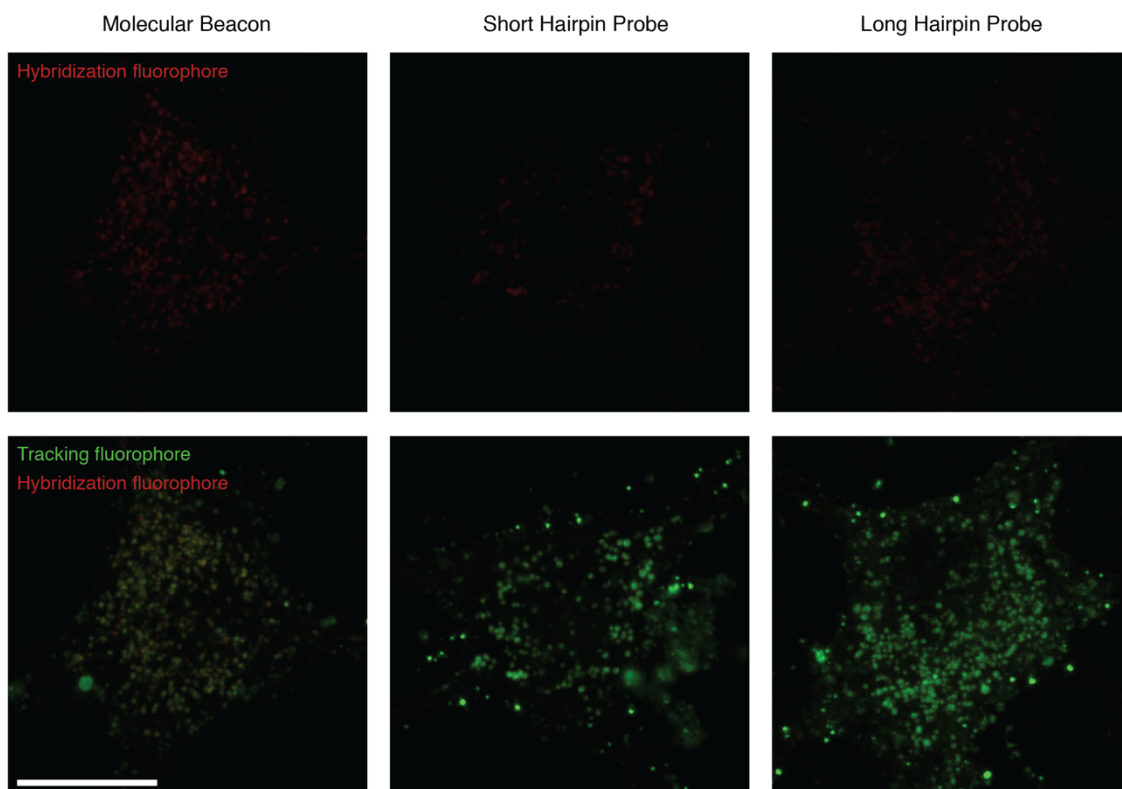 Molecular Beacon
Short Hairpin Probe
Long Hairpin Probe
Hybridization fluorophore
Tracking fluorophore
Hybridization fluorophore